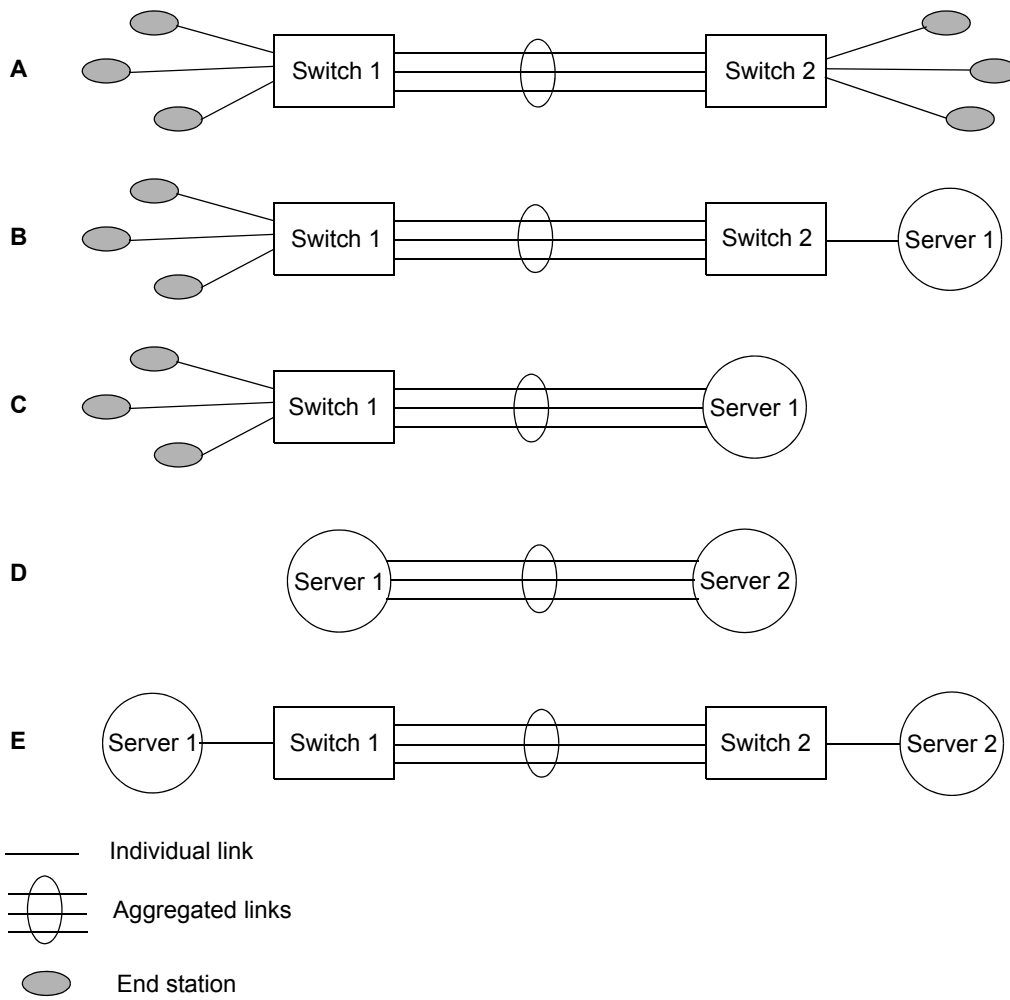 A
Switch 1
Switch 2
B
Switch 1
Switch 2
Server 1
C
Switch 1
Server 1
D
Server 1
Server 2
E
Server 1
Switch 1
Switch 2
Server 2
Individual link
Aggregated links
End station